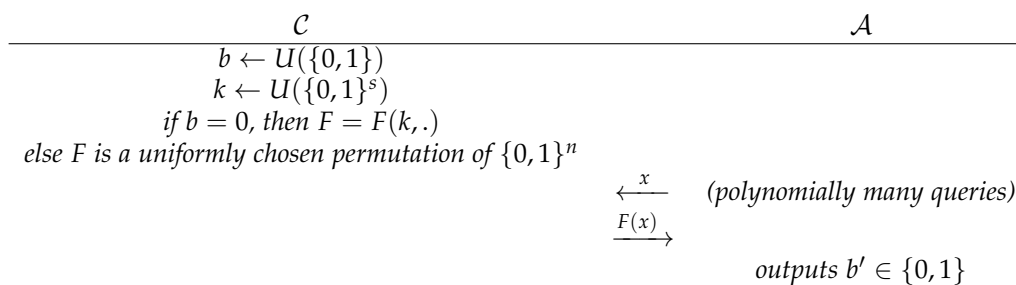 𝒞 𝒜
b ← U({0, 1})
k ← U({0, 1}^s)
if b = 0, then F = F(k, .)
else F is a uniformly chosen permutation of {0, 1}^n
x
← (polynomially many queries)
F(x)
→
outputs b′ ∈ {0, 1}